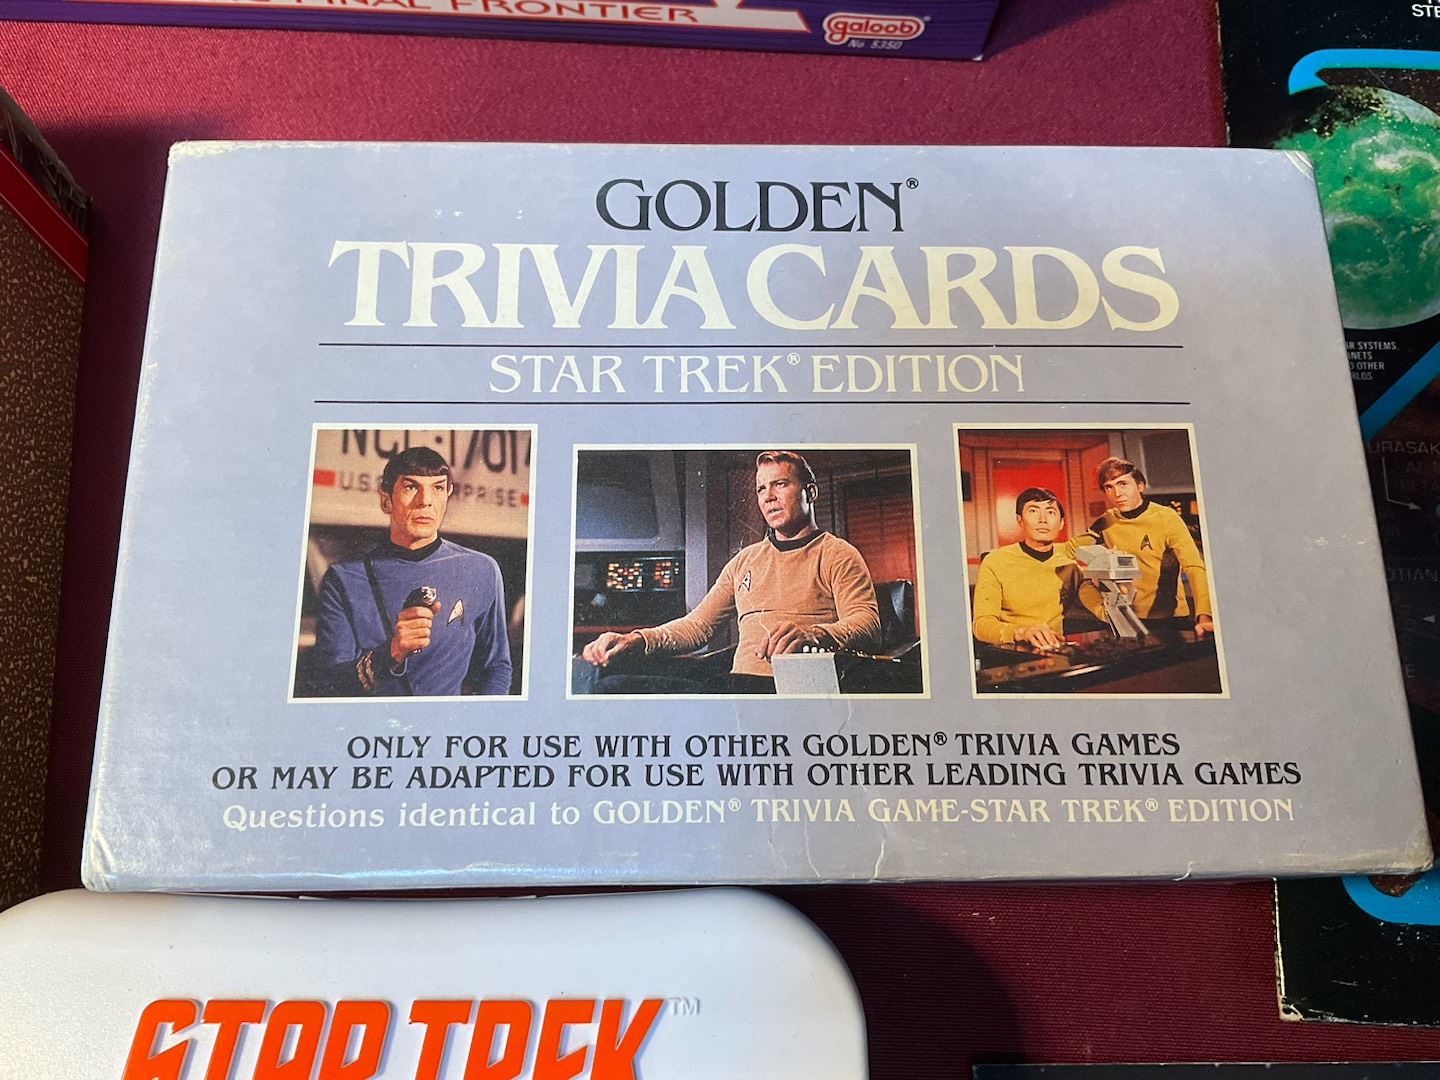 FINAL FRONTIER
galoob®
No 5350
GOLDEN®
TRIVIA CARDS
STAR TREK® EDITION
U.S.
ONLY FOR USE WITH OTHER GOLDEN® TRIVIA GAMES
OR MAY BE ADAPTED FOR USE WITH OTHER LEADING TRIVIA GAMES
Questions identical to GOLDEN® TRIVIA GAME-STAR TREK® EDITION
STAR TREK™
D OTHER